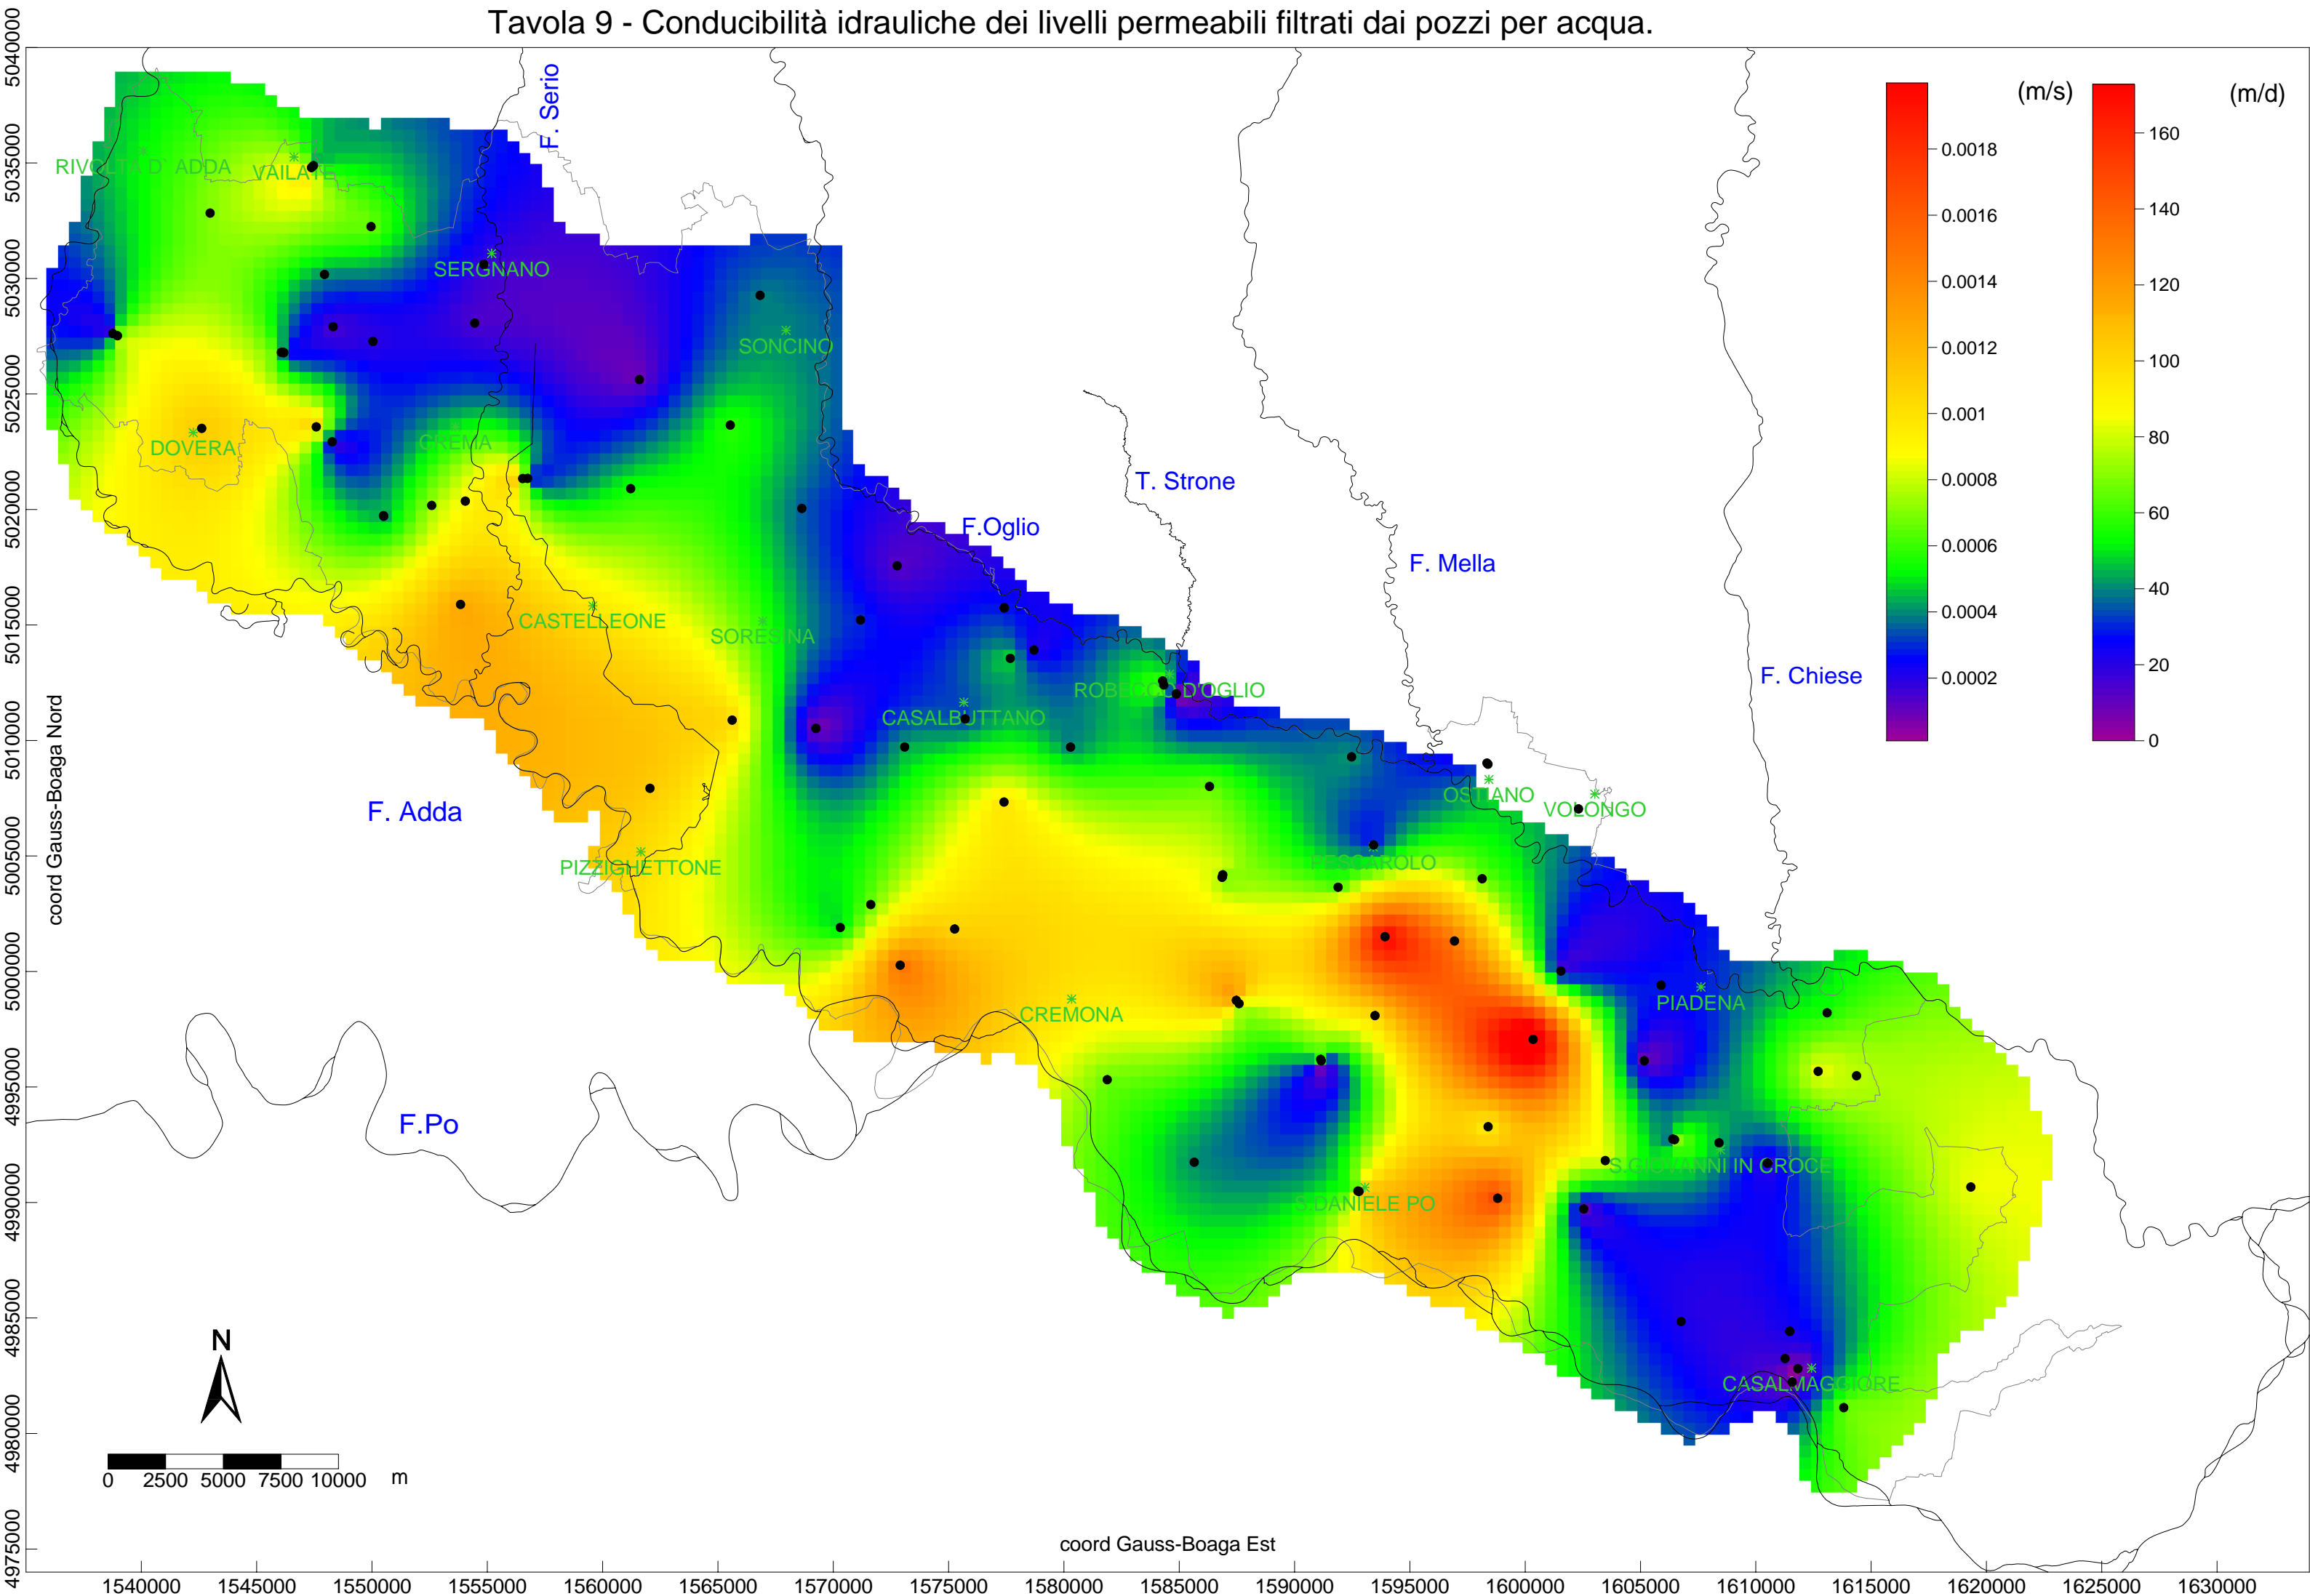 Tavola 9 - Conducibilità idrauliche dei livelli permeabili filtrati dai pozzi per acqua.
5040000
5035000
5030000
5025000
5020000
5015000
5010000
5005000
5000000
4995000
4990000
4985000
4980000
4975000
coord Gauss-Boaga Nord
F. Serio
(m/s)
(m/d)
0.0018
0.0016
0.0014
0.0012
0.001
0.0008
0.0006
0.0004
0.0002
160
140
120
100
80
60
40
20
0
RIVOLTA D' ADDA
VAILATE
SERGNANO
SONCINO
DOVERA
CREMA
T. Strone
F.Oglio
F. Mella
CASTELLEONE
SORESINA
F. Chiese
ROBECCO D'OGLIO
CASALBUTTANO
OSTIANO
VOLONGO
F. Adda
PIZZIGHETTONE
PESCAROLO
PIADENA
CREMONA
F.Po
S.GIOVANNI IN CROCE
S.DANIELE PO
CASALMAGGIORE
N
0 2500 5000 7500 10000 m
coord Gauss-Boaga Est
1540000 1545000 1550000 1555000 1560000 1565000 1570000 1575000 1580000 1585000 1590000 1595000 1600000 1605000 1610000 1615000 1620000 1625000 1630000